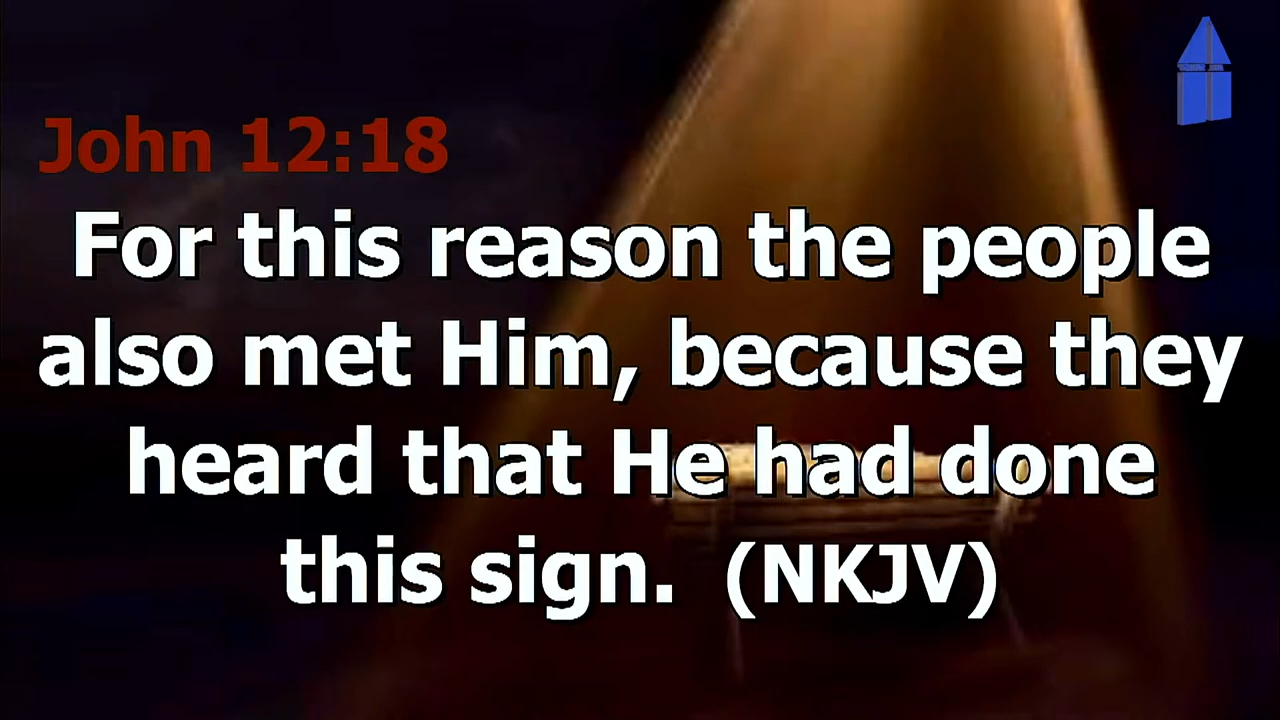 John 12:18
For this reason the people
also met Him, because they
heard that He had done
this sign.  (NKJV)